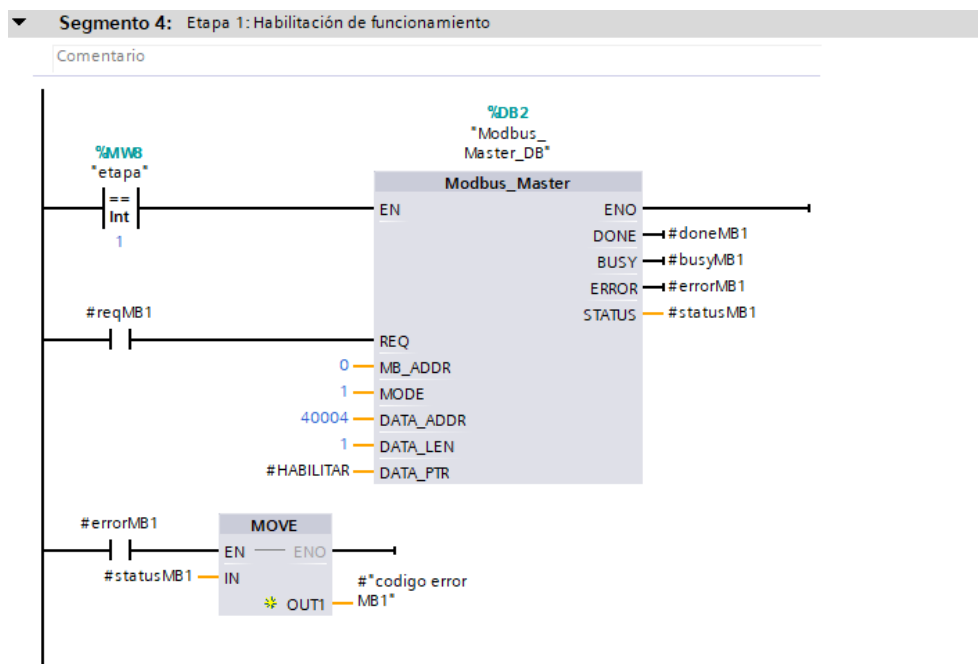 Segmento 4: Etapa 1: Habilitación de funcionamiento
Comentario
%DB2
"Modbus_
Master_DB"
%MW8
"etapa"
==
Int
1
Modbus_Master
EN
ENO
DONE
#doneMB1
BUSY
#busyMB1
ERROR
#errorMB1
STATUS
#statusMB1
#reqMB1
REQ
0
MB_ADDR
1
MODE
40004
DATA_ADDR
1
DATA_LEN
#HABILITAR
DATA_PTR
#errorMB1
MOVE
EN
ENO
#statusMB1
IN
OUT1
#"codigo error
MB1"